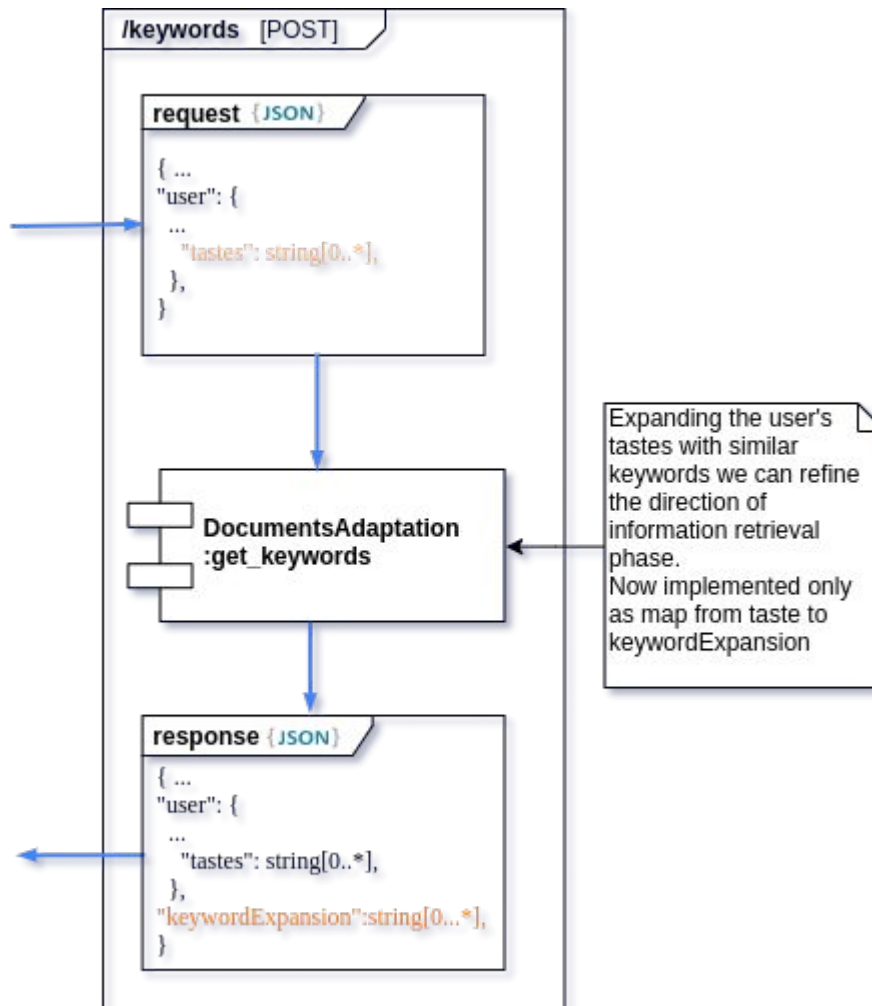 /keywords [POST]
request {JSON}
{ ...
"user": {
...
"tastes": string[0..*],
},
}
DocumentsAdaptation
:get_keywords
Expanding the user's
tastes with similar
keywords we can refine
the direction of
information retrieval
phase.
Now implemented only
as map from taste to
keywordExpansion
response {JSON}
{ ...
"user": {
...
"tastes": string[0..*],
},
"keywordExpansion":string[0...*],
}